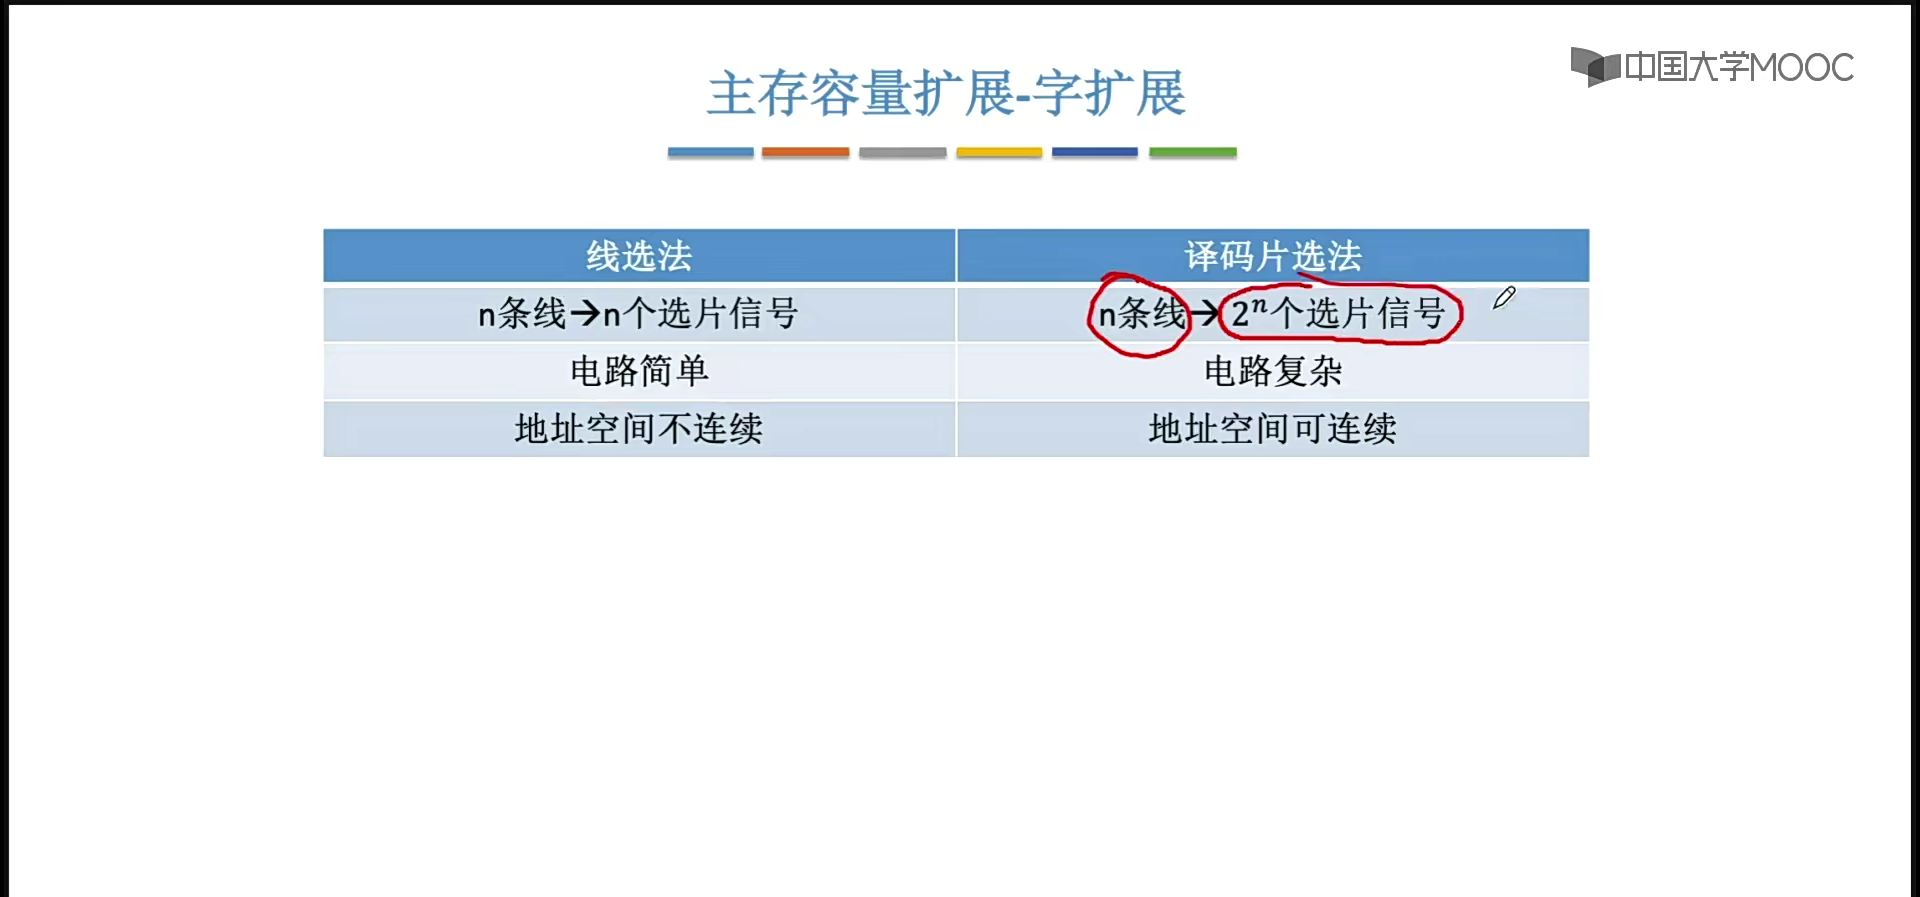 中国大学MOOC
主存容量扩展-字扩展
线选法 译码片选法
n条线→n个选片信号 n条线→2ⁿ个选片信号
电路简单 电路复杂
地址空间不连续 地址空间可连续